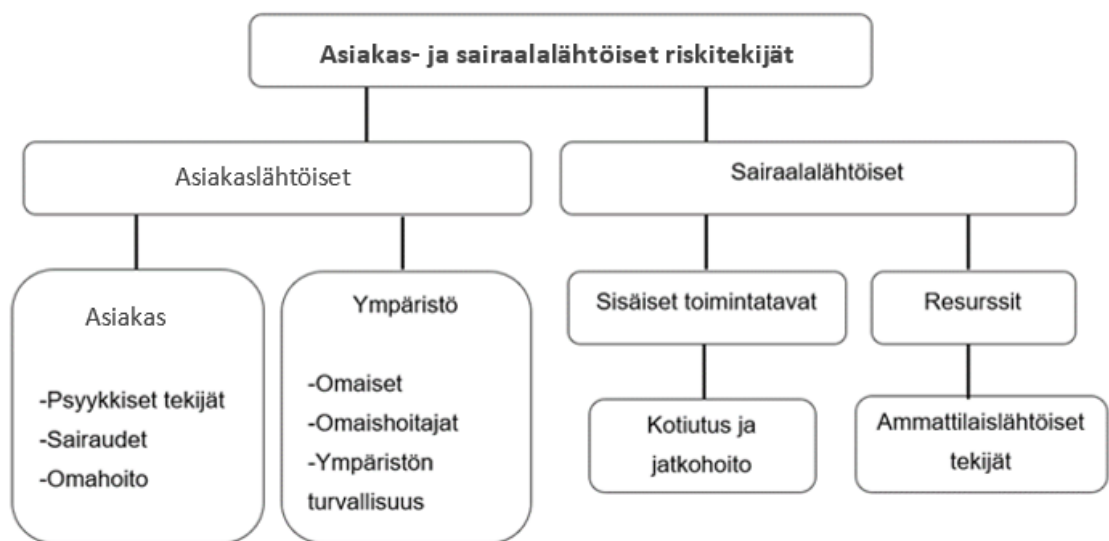 Asiakas- ja sairaalalähtöiset riskitekijät
Asiakaslähtöiset
Sairaalalähtöiset
Asiakas
-Psyykkiset tekijät
-Sairaudet
-Omahoito
Ympäristö
-Omaiset
-Omaishoitajat
-Ympäristön
turvallisuus
Sisäiset toimintatavat
Resurssit
Kotiutus ja
jatkohoito
Ammattilaislähtöiset
tekijät